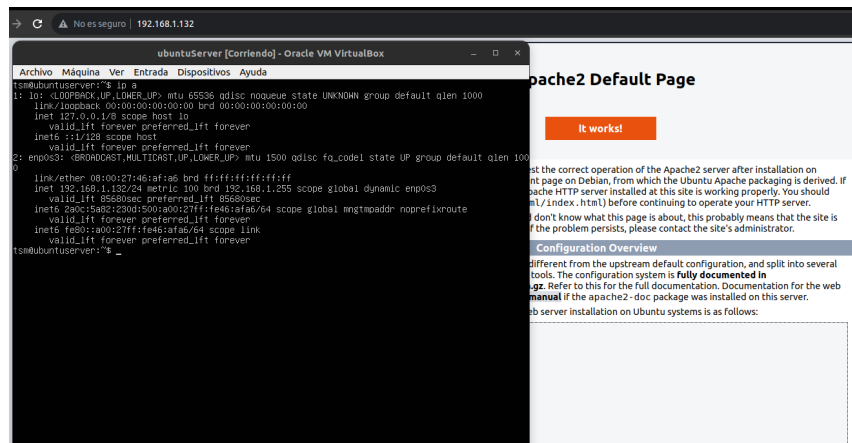 No es seguro | 192.168.1.132
ubuntuServer [Corriendo] - Oracle VM VirtualBox
Archivo Máquina Ver Entrada Dispositivos Ayuda
tsm@ubuntuserver:~$ ip a
1: lo: <LOOPBACK,UP,LOWER_UP> mtu 65536 qdisc noqueue state UNKNOWN group default qlen 1000
link/loopback 00:00:00:00:00:00 brd 00:00:00:00:00:00
inet 127.0.0.1/8 scope host lo
valid_lft forever preferred_lft forever
inet6 ::1/128 scope host
valid_lft forever preferred_lft forever
2: enp0s3: <BROADCAST,MULTICAST,UP,LOWER_UP> mtu 1500 qdisc fq_codel state UP group default qlen 100
0
link/ether 08:00:27:46:af:a6 brd ff:ff:ff:ff:ff:ff
inet 192.168.1.132/24 metric 100 brd 192.168.1.255 scope global dynamic enp0s3
valid_lft 85680sec preferred_lft 85680sec
inet6 2a0c:5a82:230d:500:a00:27ff:fe46:afa6/64 scope global mngtmpaddr noprefixroute
valid_lft forever preferred_lft forever
inet6 fe80::a00:27ff:fe46:afa6/64 scope link
valid_lft forever preferred_lft forever
tsm@ubuntuserver:~$ _
pache2 Default Page
It works!
est the correct operation of the Apache2 server after installation on
nt page on Debian, from which the Ubuntu Apache packaging is derived. If
pache HTTP server installed at this site is working properly. You should
ml/index.html) before continuing to operate your HTTP server.
d don't know what this page is about, this probably means that the site is
f the problem persists, please contact the site's administrator.
Configuration Overview
different from the upstream default configuration, and split into several
tools. The configuration system is fully documented in
.gz. Refer to this for the full documentation. Documentation for the web
manual if the apache2-doc package was installed on this server.
eb server installation on Ubuntu systems is as follows: